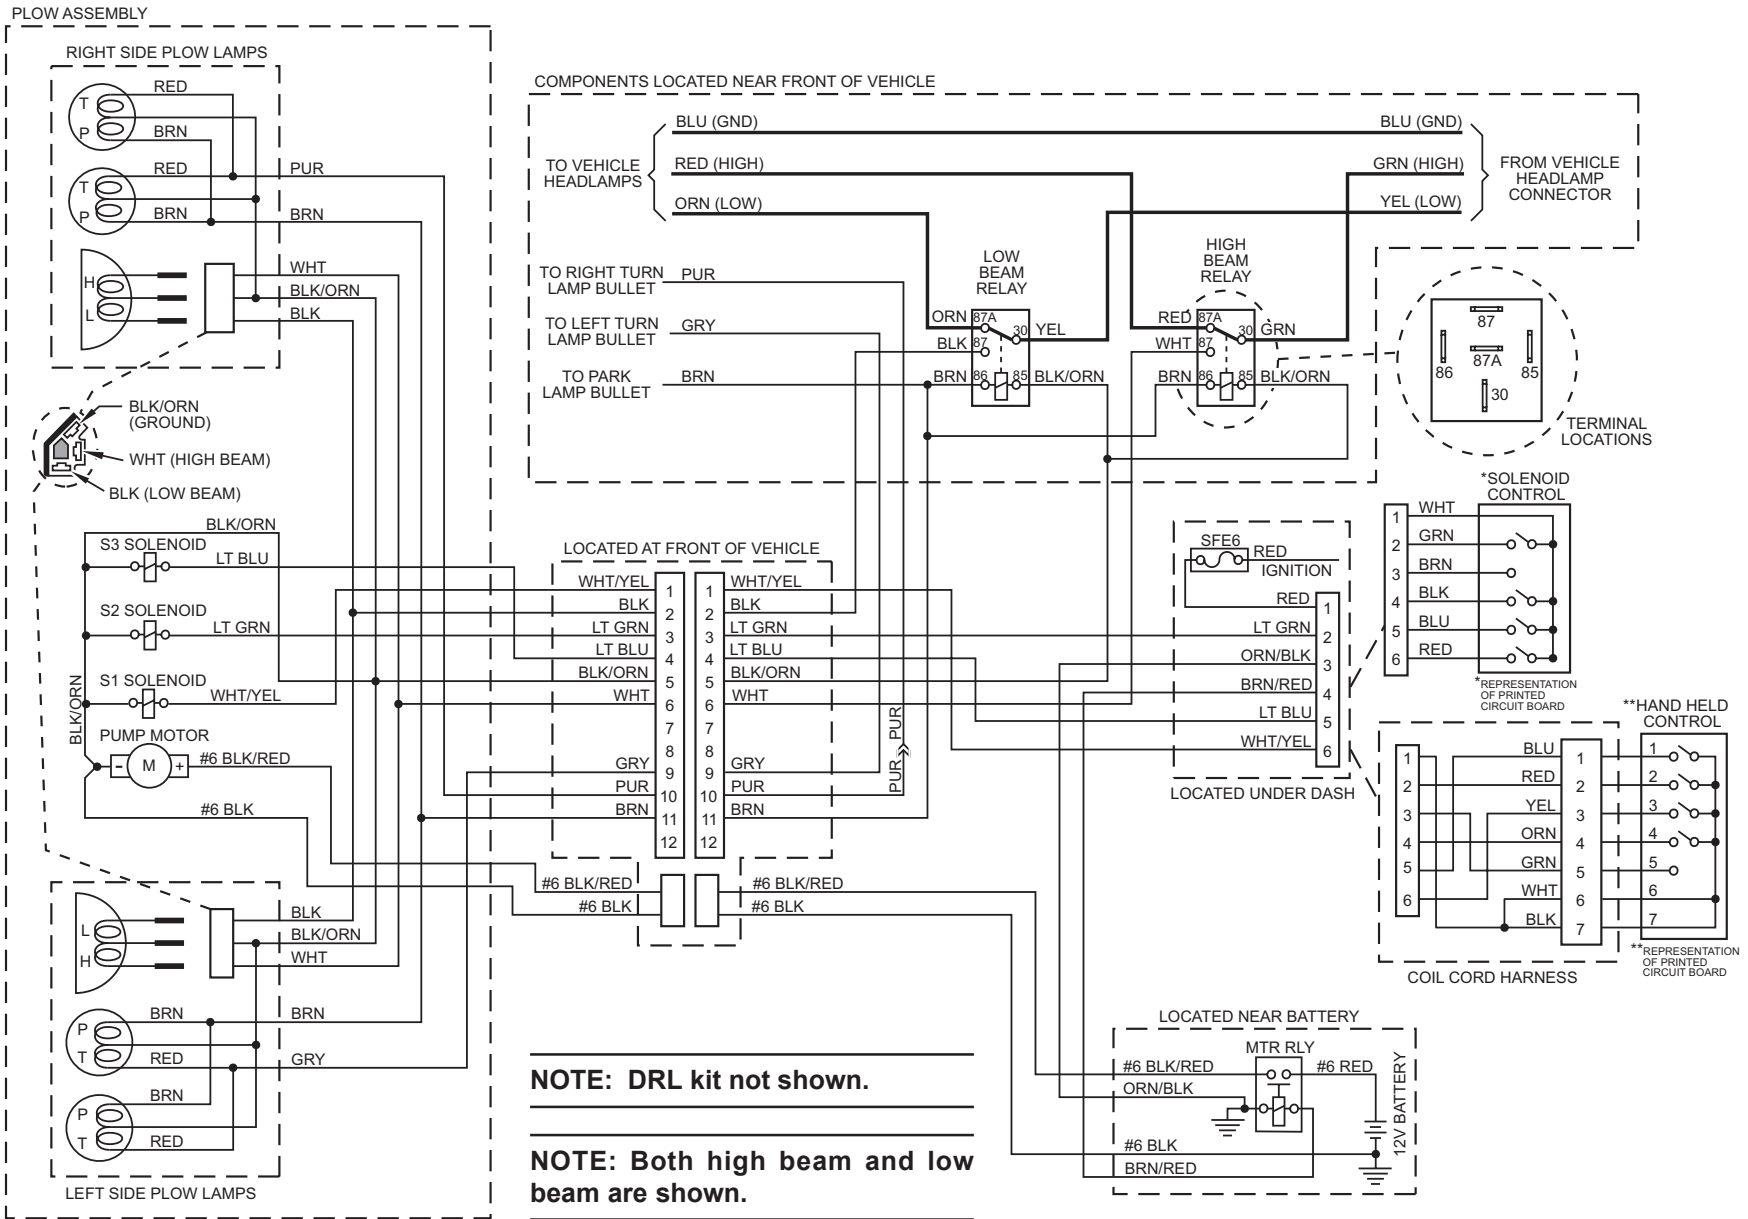 PLOW ASSEMBLY
RIGHT SIDE PLOW LAMPS
T
P
RED
BRN
T
P
RED
BRN
PUR
BRN
H
L
WHT
BLK/ORN
BLK
BLK/ORN
(GROUND)
WHT (HIGH BEAM)
BLK (LOW BEAM)
BLK/ORN
S3 SOLENOID
LT BLU
S2 SOLENOID
LT GRN
S1 SOLENOID
WHT/YEL
BLK/ORN
PUMP MOTOR
- M +
#6 BLK/RED
#6 BLK
L
H
BLK
BLK/ORN
WHT
P
T
BRN
RED
BRN
GRY
P
T
BRN
RED
LEFT SIDE PLOW LAMPS
COMPONENTS LOCATED NEAR FRONT OF VEHICLE
TO VEHICLE
HEADLAMPS
BLU (GND)
RED (HIGH)
ORN (LOW)
BLU (GND)
GRN (HIGH)
YEL (LOW)
FROM VEHICLE
HEADLAMP
CONNECTOR
TO RIGHT TURN
LAMP BULLET
PUR
TO LEFT TURN
LAMP BULLET
GRY
TO PARK
LAMP BULLET
BRN
LOW
BEAM
RELAY
ORN 87A
30 YEL
BLK 87
BRN 86 85 BLK/ORN
HIGH
BEAM
RELAY
RED 87A
30 GRN
WHT 87
BRN 86 85 BLK/ORN
87
86 87A 85
30
TERMINAL
LOCATIONS
LOCATED AT FRONT OF VEHICLE
WHT/YEL 1 1 WHT/YEL
BLK 2 2 BLK
LT GRN 3 3 LT GRN
LT BLU 4 4 LT BLU
BLK/ORN 5 5 BLK/ORN
WHT 6 6 WHT
7 7
8 8
GRY 9 9 GRY
PUR 10 10 PUR
BRN 11 11 BRN
12 12
PUR
PUR
#6 BLK/RED
#6 BLK
#6 BLK/RED
#6 BLK
SFE6
RED
IGNITION
RED 1
LT GRN 2
ORN/BLK 3
BRN/RED 4
LT BLU 5
WHT/YEL 6
LOCATED UNDER DASH
*SOLENOID
CONTROL
1 WHT
2 GRN
3 BRN
4 BLK
5 BLU
6 RED
*REPRESENTATION
OF PRINTED
CIRCUIT BOARD
**HAND HELD
CONTROL
1
2
3
4
5
6
BLU 1 1
RED 2 2
YEL 3 3
ORN 4 4
GRN 5 5
WHT 6 6
BLK 7 7
**REPRESENTATION
OF PRINTED
CIRCUIT BOARD
COIL CORD HARNESS
LOCATED NEAR BATTERY
MTR RLY
#6 BLK/RED
#6 RED
ORN/BLK
#6 BLK
BRN/RED
12V BATTERY
NOTE: DRL kit not shown.
NOTE: Both high beam and low
beam are shown.